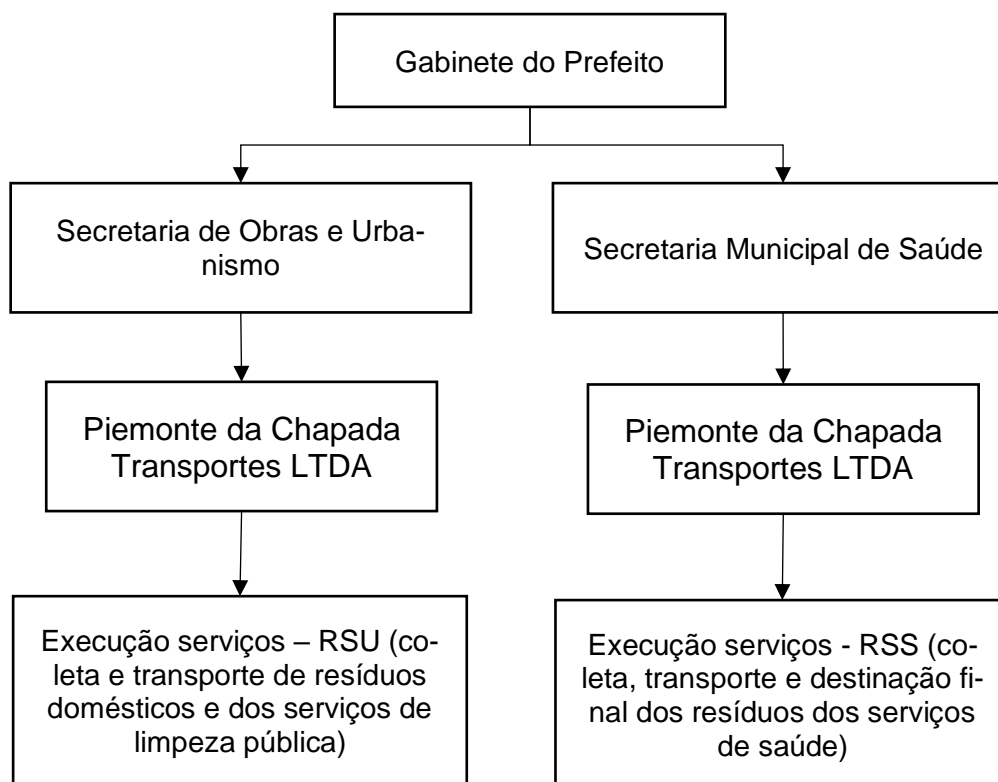 Gabinete do Prefeito
Secretaria de Obras e Urba-
nismo
Secretaria Municipal de Saúde
Piemonte da Chapada
Transportes LTDA
Piemonte da Chapada
Transportes LTDA
Execução serviços – RSU (co-
leta e transporte de resíduos
domésticos e dos serviços de
limpeza pública)
Execução serviços - RSS (co-
leta, transporte e destinação fi-
nal dos resíduos dos serviços
de saúde)